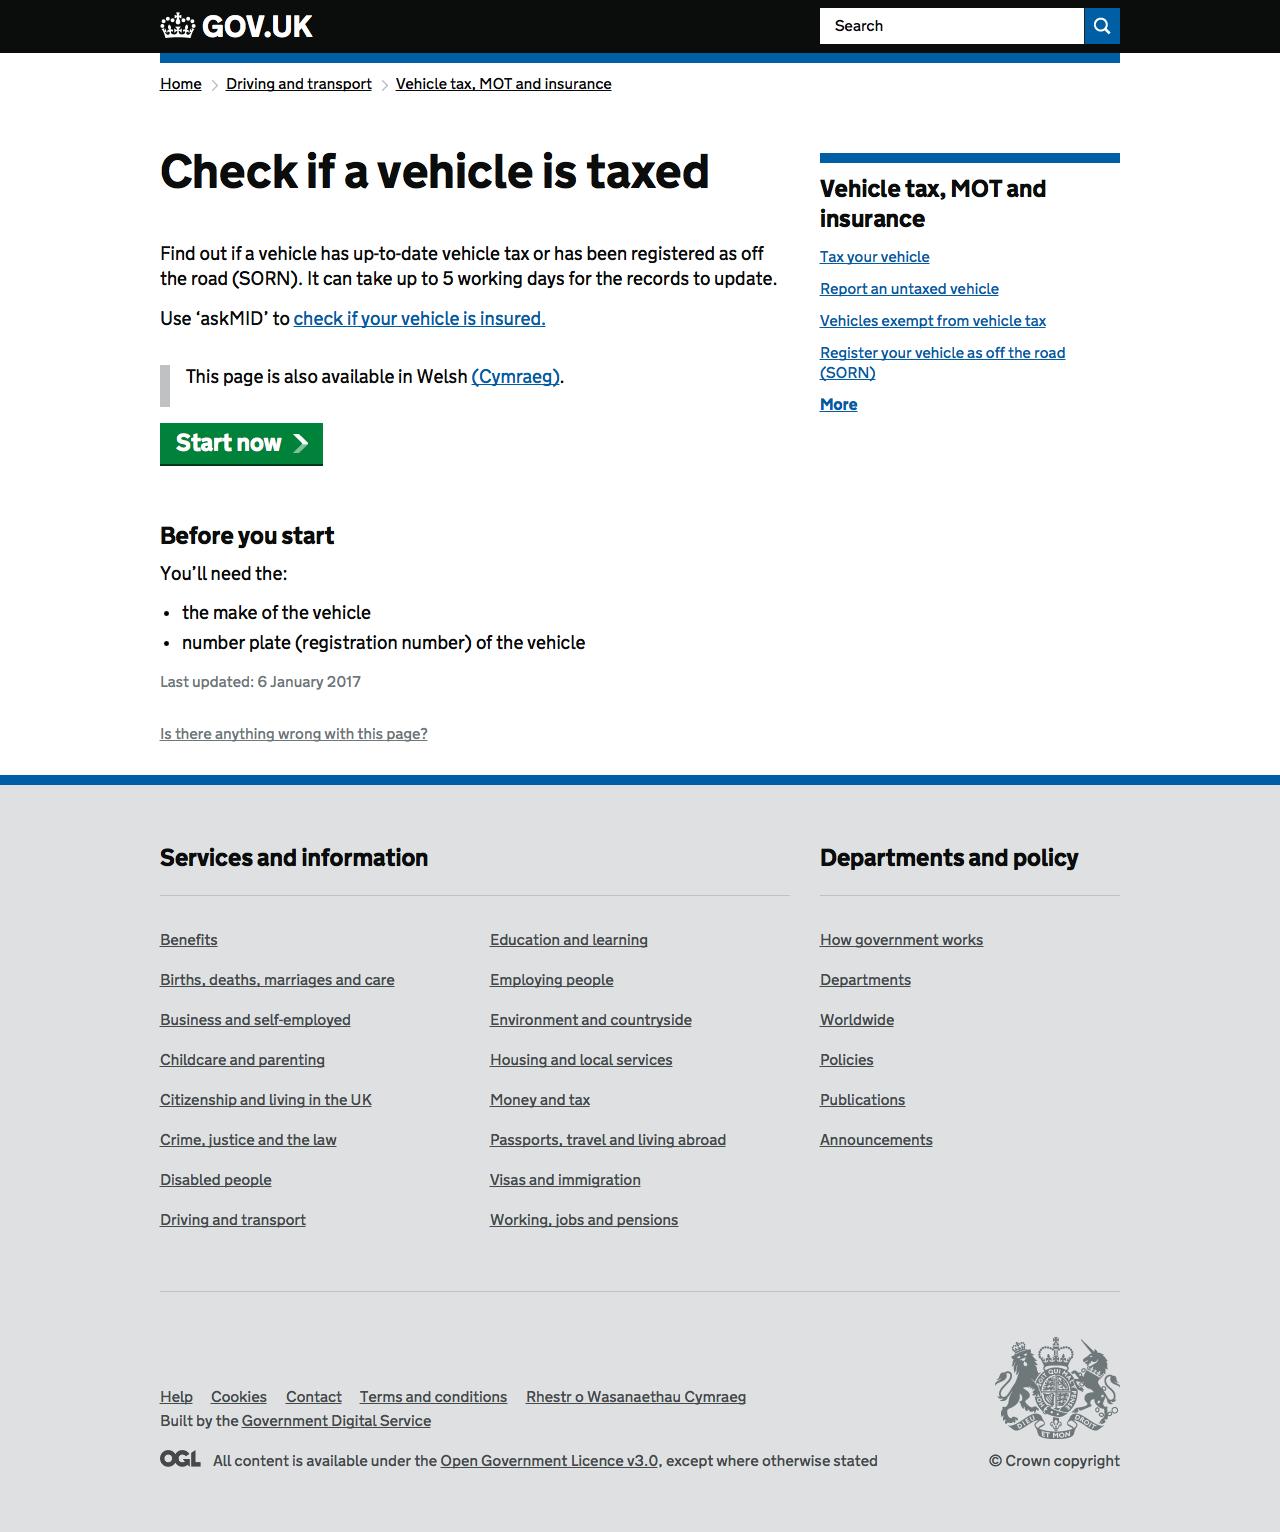 GOV.UK
Search
Home
Driving and transport
Vehicle tax, MOT and insurance
Check if a vehicle is taxed
Find out if a vehicle has up-to-date vehicle tax or has been registered as off
the road (SORN). It can take up to 5 working days for the records to update.
Use ‘askMID’ to check if your vehicle is insured.
This page is also available in Welsh (Cymraeg).
Start now
Before you start
You’ll need the:
• the make of the vehicle
• number plate (registration number) of the vehicle
Last updated: 6 January 2017
Is there anything wrong with this page?
Vehicle tax, MOT and
insurance
Tax your vehicle
Report an untaxed vehicle
Vehicles exempt from vehicle tax
Register your vehicle as off the road
(SORN)
More
Services and information
Benefits
Births, deaths, marriages and care
Business and self-employed
Childcare and parenting
Citizenship and living in the UK
Crime, justice and the law
Disabled people
Driving and transport
Education and learning
Employing people
Environment and countryside
Housing and local services
Money and tax
Passports, travel and living abroad
Visas and immigration
Working, jobs and pensions
Departments and policy
How government works
Departments
Worldwide
Policies
Publications
Announcements
Help Cookies Contact Terms and conditions Rhestr o Wasanaethau Cymraeg
Built by the Government Digital Service
OGL All content is available under the Open Government Licence v3.0, except where otherwise stated
DIEU ET MON DROIT
© Crown copyright